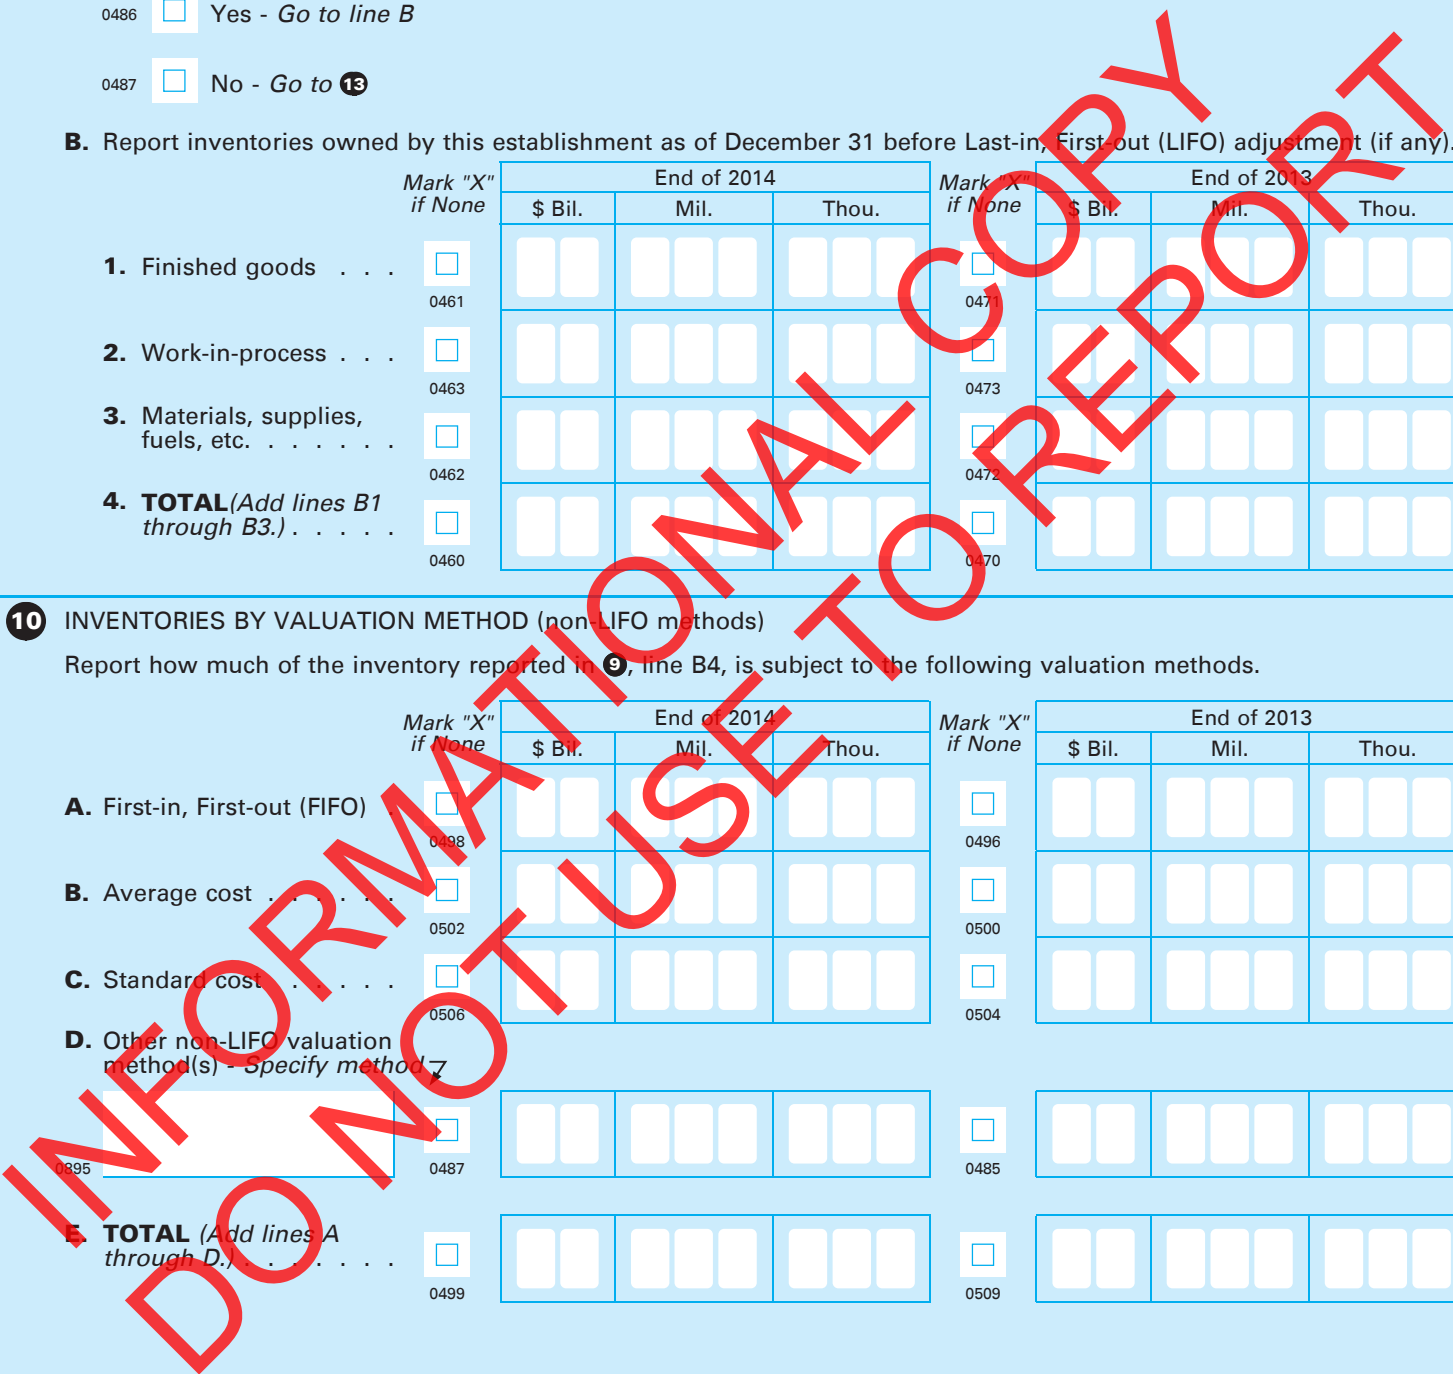 0486 Yes - Go to line B
0487 No - Go to 13
B. Report inventories owned by this establishment as of December 31 before Last-in, First-out (LIFO) adjustment (if any).
Mark "X" if None End of 2014 Mark "X" if None End of 2013
$ Bil. Mil. Thou. $ Bil. Mil. Thou.
1. Finished goods . . .
0461 0471
2. Work-in-process . . .
0463 0473
3. Materials, supplies,
fuels, etc. . . . . . .
0462 0472
4. TOTAL(Add lines B1
through B3.) . . . . .
0460 0470
10 INVENTORIES BY VALUATION METHOD (non-LIFO methods)
Report how much of the inventory reported in 9, line B4, is subject to the following valuation methods.
Mark "X" if None End of 2014 Mark "X" if None End of 2013
$ Bil. Mil. Thou. $ Bil. Mil. Thou.
A. First-in, First-out (FIFO) .
0498 0496
B. Average cost . . . . . .
0502 0500
C. Standard cost . . . . . .
0506 0504
D. Other non-LIFO valuation
method(s) - Specify method
0895 0487 0485
E. TOTAL (Add lines A
through D.) . . . . . . .
0499 0509
INFORMATIONAL COPY
DO NOT USE TO REPORT